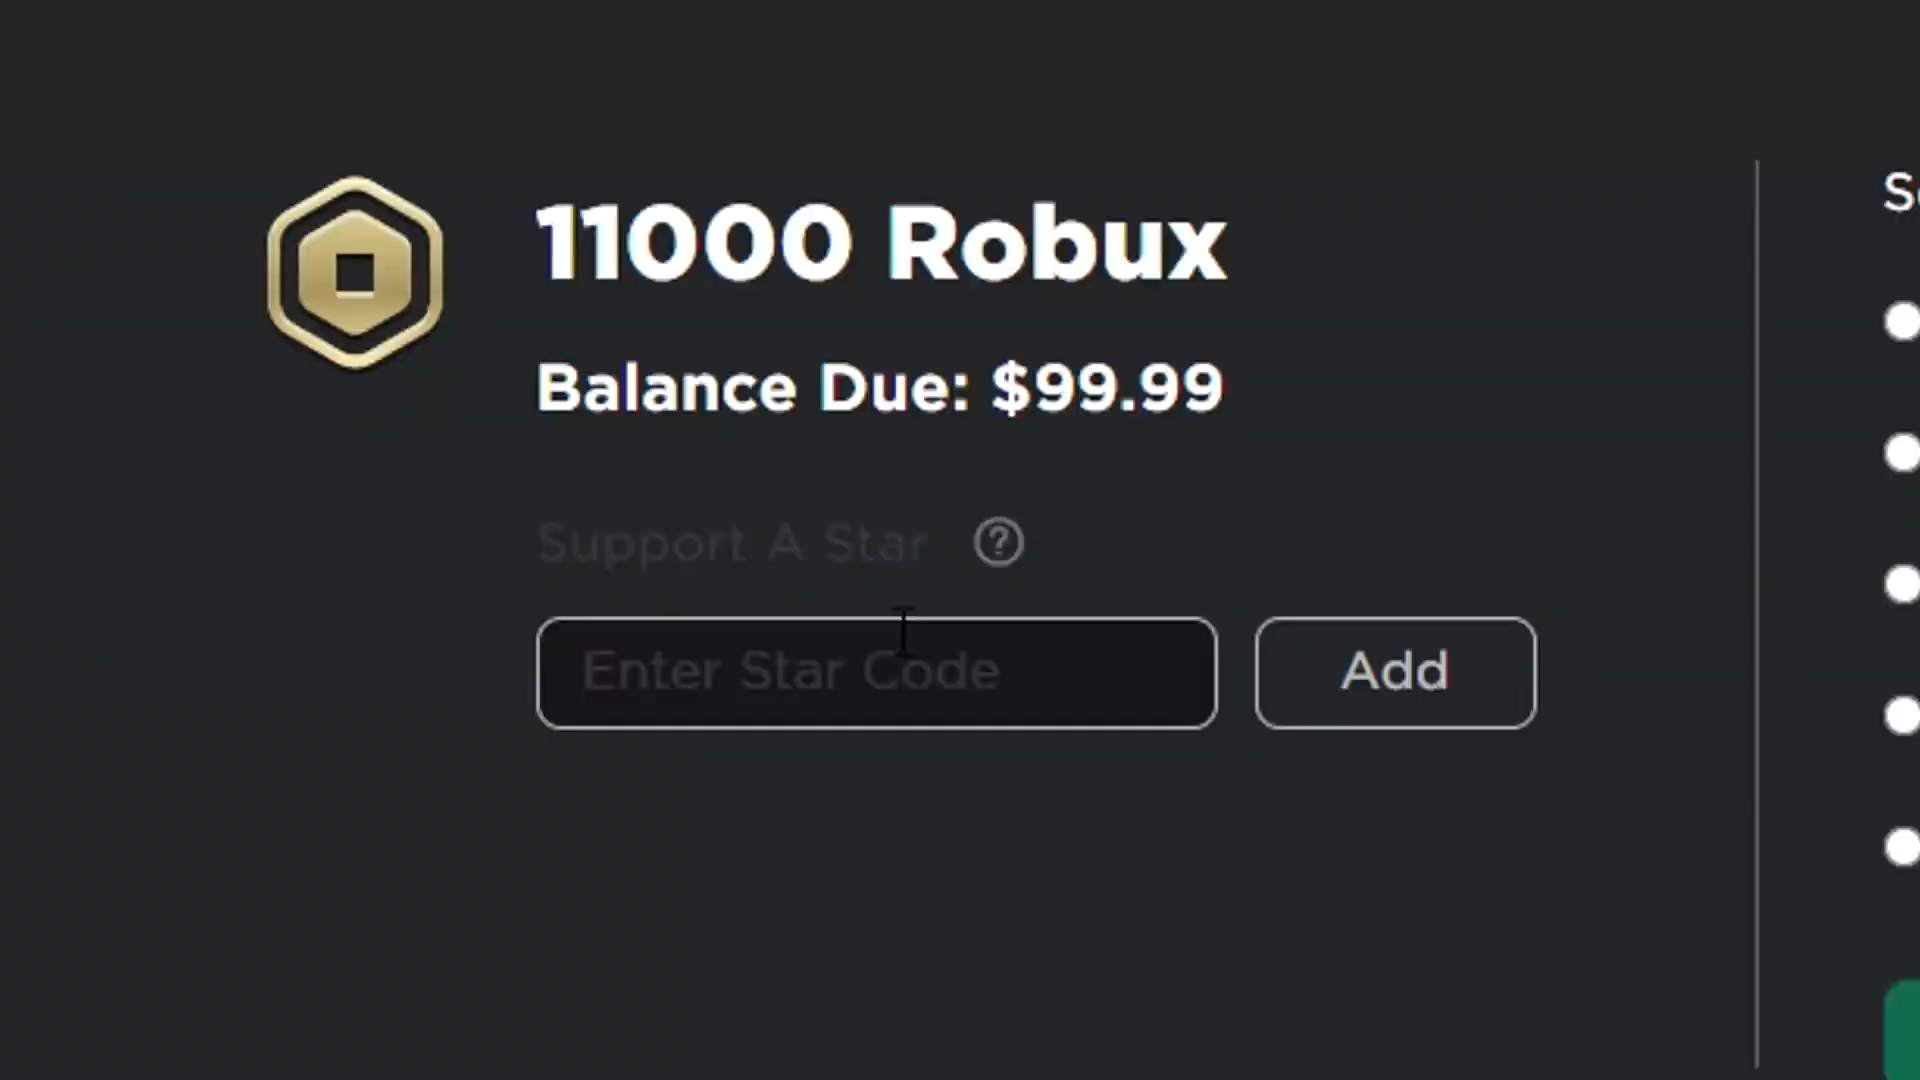 11000 Robux
Balance Due: $99.99
Support A Star
Enter Star Code
Add